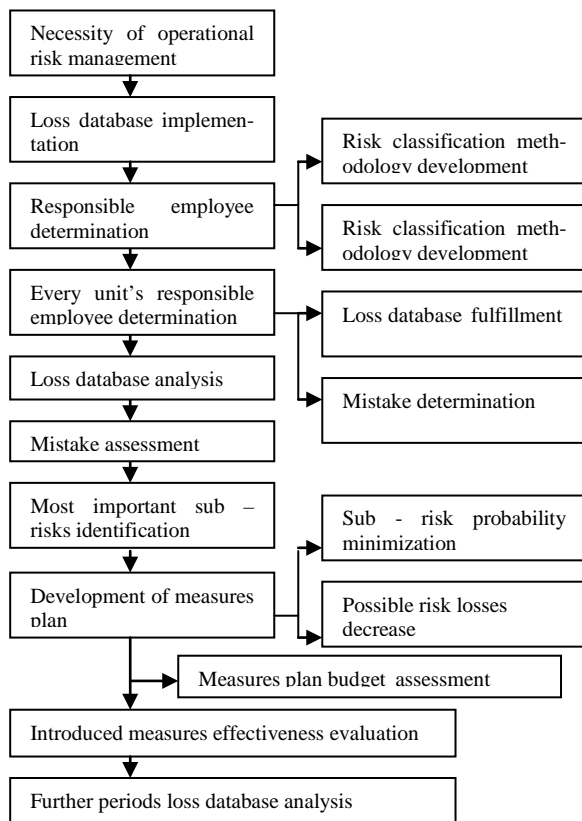 Necessity of operational
risk management
Loss database implemen-
tation
Risk classification meth-
odology development
Responsible employee
determination
Risk classification meth-
odology development
Every unit's responsible
employee determination
Loss database fulfillment
Loss database analysis
Mistake determination
Mistake assessment
Most important sub –
risks identification
Sub - risk probability
minimization
Development of measures
plan
Possible risk losses
decrease
Measures plan budget assessment
Introduced measures effectiveness evaluation
Further periods loss database analysis